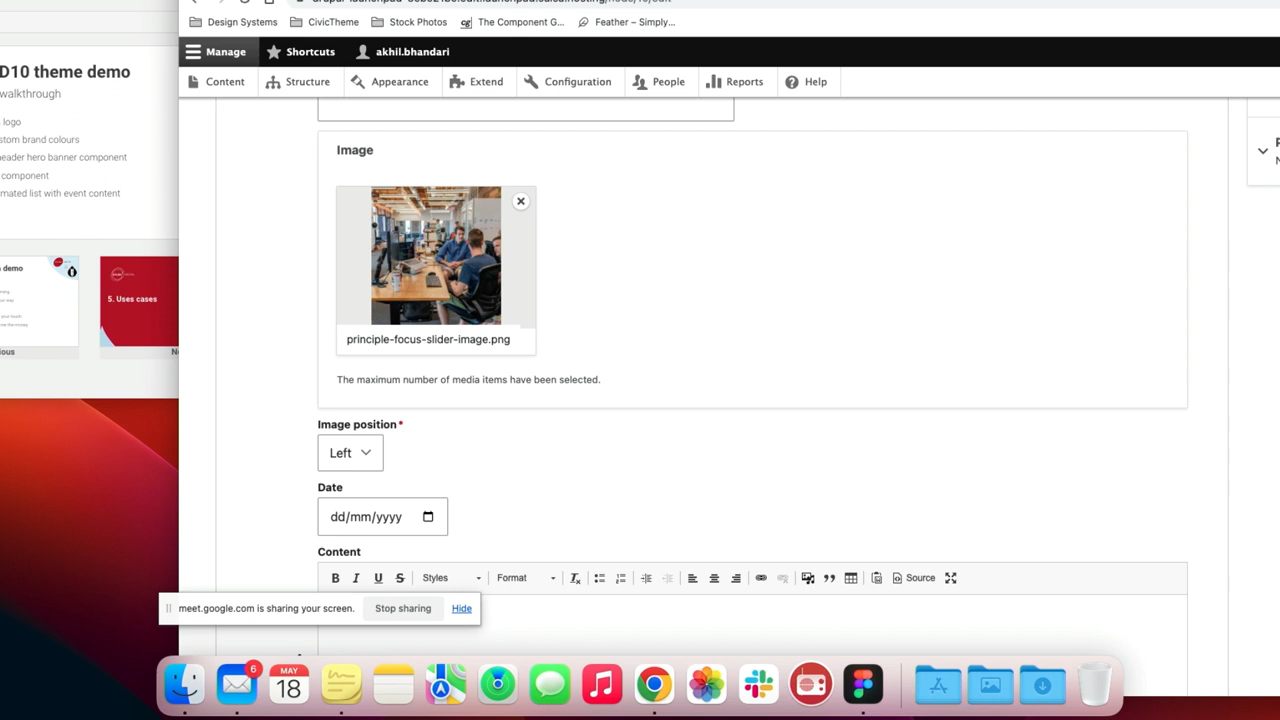 Design Systems
CivicTheme
Stock Photos
cg The Component G...
Feather – Simply...
Manage
Shortcuts
akhil.bhandari
Content
Structure
Appearance
Extend
Configuration
People
Reports
Help
D10 theme demo
walkthrough
logo
stom brand colours
header hero banner component
component
mated list with event content
demo
5. Uses cases
ious
Image
principle-focus-slider-image.png
The maximum number of media items have been selected.
Image position*
Left
Date
dd/mm/yyyy
Content
B I U S Styles Format Source
meet.google.com is sharing your screen. Stop sharing Hide
6
MAY
18